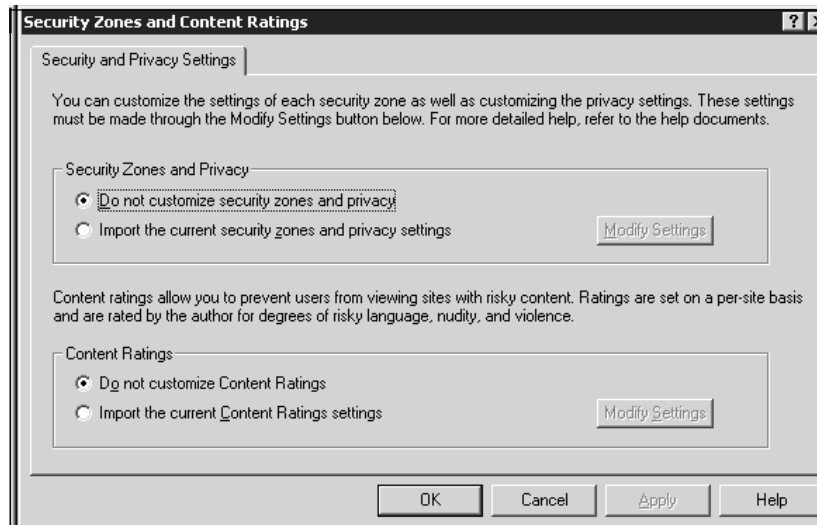 Security Zones and Content Ratings
Security and Privacy Settings
You can customize the settings of each security zone as well as customizing the privacy settings. These settings
must be made through the Modify Settings button below. For more detailed help, refer to the help documents.
Security Zones and Privacy
Do not customize security zones and privacy
Import the current security zones and privacy settings
Modify Settings
Content ratings allow you to prevent users from viewing sites with risky content. Ratings are set on a per-site basis
and are rated by the author for degrees of risky language, nudity, and violence.
Content Ratings
Do not customize Content Ratings
Import the current Content Ratings settings
Modify Settings
OK Cancel Apply Help